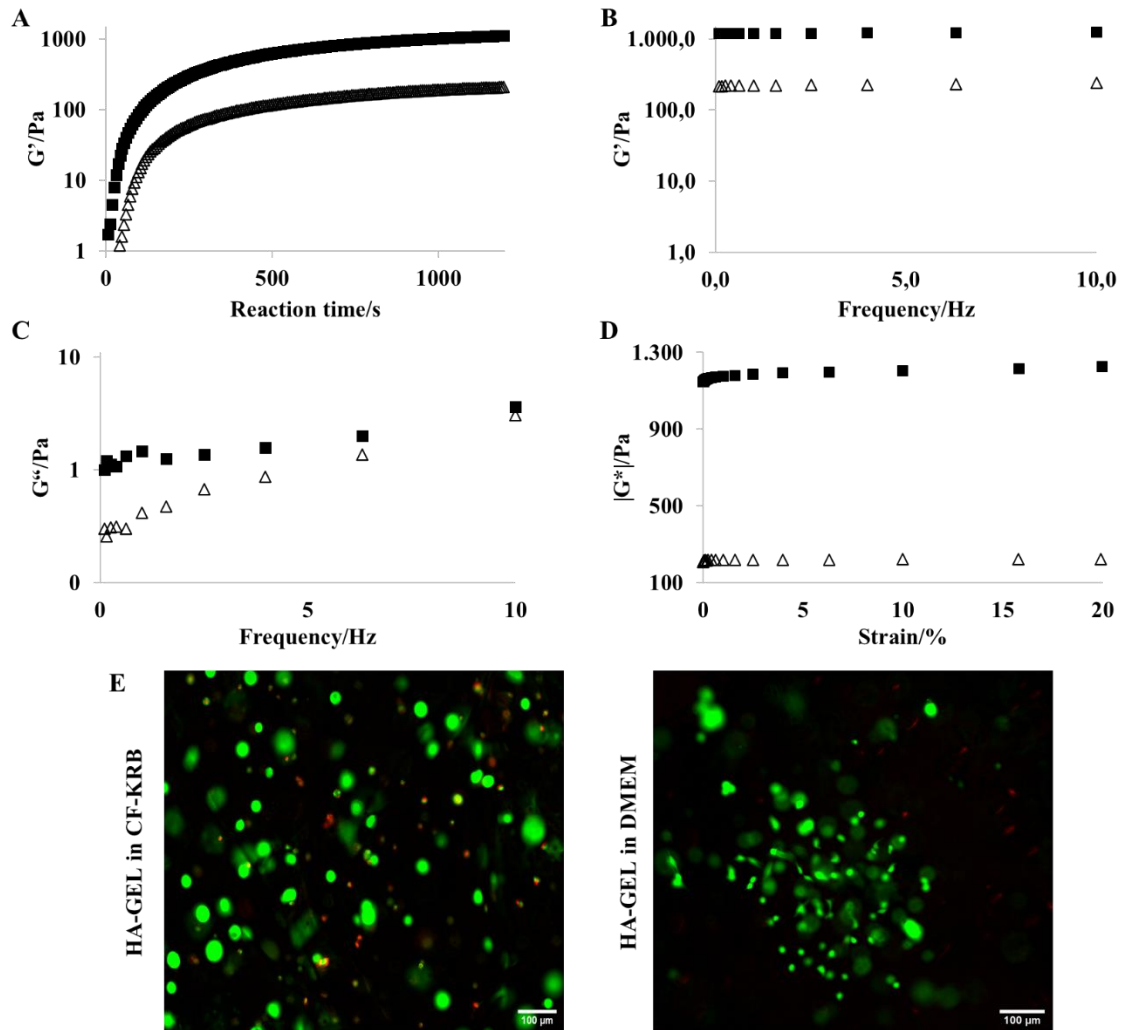 A
1000
100
10
1
G’/Pa
0
500
1000
Reaction time/s
B
1.000,0
100,0
10,0
1,0
G’/Pa
0,0
5,0
10,0
Frequency/Hz
C
10
1
0
G“/Pa
0
5
10
Frequency/Hz
D
1.300
900
500
100
|G*|/Pa
0
5
10
15
20
Strain/%
E
HA-GEL in CF-KRB
100 µm
HA-GEL in DMEM
100 µm